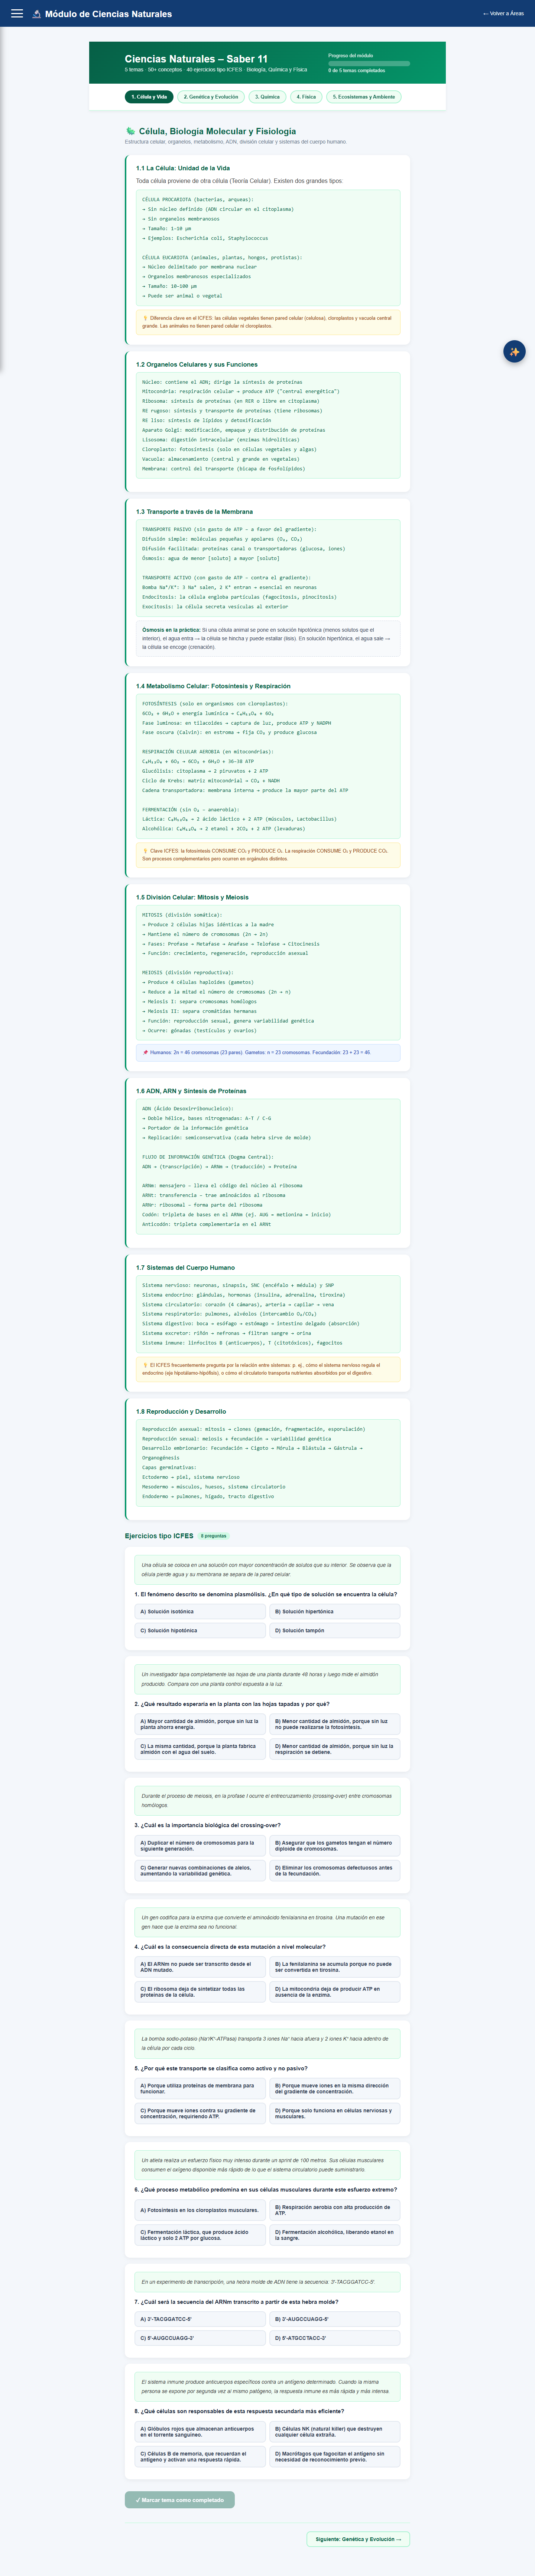 Módulo de Ciencias Naturales
← Volver a Áreas
Ciencias Naturales – Saber 11
5 temas · 50+ conceptos · 40 ejercicios tipo ICFES · Biología, Química y Física
Progreso del módulo
0 de 5 temas completados
1. Célula y Vida
2. Genética y Evolución
3. Química
4. Física
5. Ecosistemas y Ambiente
Célula, Biología Molecular y Fisiología
Estructura celular, organelos, metabolismo, ADN, división celular y sistemas del cuerpo humano.
1.1 La Célula: Unidad de la Vida
Toda célula proviene de otra célula (Teoría Celular). Existen dos grandes tipos:
CÉLULA PROCARIOTA (bacterias, arqueas):
→ Sin núcleo definido (ADN circular en el citoplasma)
→ Sin organelos membranosos
→ Tamaño: 1–10 μm
→ Ejemplos: Escherichia coli, Staphylococcus
CÉLULA EUCARIOTA (animales, plantas, hongos, protistas):
→ Núcleo delimitado por membrana nuclear
→ Organelos membranosos especializados
→ Tamaño: 10–100 μm
→ Puede ser animal o vegetal
Diferencia clave en el ICFES: las células vegetales tienen pared celular (celulosa), cloroplastos y vacuola central
grande. Las animales no tienen pared celular ni cloroplastos.
1.2 Organelos Celulares y sus Funciones
Núcleo: contiene el ADN; dirige la síntesis de proteínas
Mitocondria: respiración celular → produce ATP ("central energética")
Ribosoma: síntesis de proteínas (en RER o libre en citoplasma)
RE rugoso: síntesis y transporte de proteínas (tiene ribosomas)
RE liso: síntesis de lípidos y detoxificación
Aparato Golgi: modificación, empaque y distribución de proteínas
Lisosoma: digestión intracelular (enzimas hidrolíticas)
Cloroplasto: fotosíntesis (solo en células vegetales y algas)
Vacuola: almacenamiento (central y grande en vegetales)
Membrana: control del transporte (bicapa de fosfolípidos)
1.3 Transporte a través de la Membrana
TRANSPORTE PASIVO (sin gasto de ATP – a favor del gradiente):
Difusión simple: moléculas pequeñas y apolares (O₂, CO₂)
Difusión facilitada: proteínas canal o transportadoras (glucosa, iones)
Ósmosis: agua de menor [soluto] a mayor [soluto]
TRANSPORTE ACTIVO (con gasto de ATP – contra el gradiente):
Bomba Na⁺/K⁺: 3 Na⁺ salen, 2 K⁺ entran → esencial en neuronas
Endocitosis: la célula engloba partículas (fagocitosis, pinocitosis)
Exocitosis: la célula secreta vesículas al exterior
Ósmosis en la práctica: Si una célula animal se pone en solución hipotónica (menos solutos que el
interior), el agua entra → la célula se hincha y puede estallar (lisis). En solución hipertónica, el agua sale →
la célula se encoge (crenación).
1.4 Metabolismo Celular: Fotosíntesis y Respiración
FOTOSÍNTESIS (solo en organismos con cloroplastos):
6CO₂ + 6H₂O + energía lumínica → C₆H₁₂O₆ + 6O₂
Fase luminosa: en tilacoides → captura de luz, produce ATP y NADPH
Fase oscura (Calvin): en estroma → fija CO₂ y produce glucosa
RESPIRACIÓN CELULAR AEROBIA (en mitocondrias):
C₆H₁₂O₆ + 6O₂ → 6CO₂ + 6H₂O + 36–38 ATP
Glucólisis: citoplasma → 2 piruvatos + 2 ATP
Ciclo de Krebs: matriz mitocondrial → CO₂ + NADH
Cadena transportadora: membrana interna → produce la mayor parte del ATP
FERMENTACIÓN (sin O₂ – anaerobia):
Láctica: C₆H₁₂O₆ → 2 ácido láctico + 2 ATP (músculos, Lactobacillus)
Alcohólica: C₆H₁₂O₆ → 2 etanol + 2CO₂ + 2 ATP (levaduras)
Clave ICFES: la fotosíntesis CONSUME CO₂ y PRODUCE O₂. La respiración CONSUME O₂ y PRODUCE CO₂.
Son procesos complementarios pero ocurren en orgánulos distintos.
1.5 División Celular: Mitosis y Meiosis
MITOSIS (división somática):
→ Produce 2 células hijas idénticas a la madre
→ Mantiene el número de cromosomas (2n → 2n)
→ Fases: Profase → Metafase → Anafase → Telofase → Citocinesis
→ Función: crecimiento, regeneración, reproducción asexual
MEIOSIS (división reproductiva):
→ Produce 4 células haploides (gametos)
→ Reduce a la mitad el número de cromosomas (2n → n)
→ Meiosis I: separa cromosomas homólogos
→ Meiosis II: separa cromátidas hermanas
→ Función: reproducción sexual, genera variabilidad genética
→ Ocurre: gónadas (testículos y ovarios)
Humanos: 2n = 46 cromosomas (23 pares). Gametos: n = 23 cromosomas. Fecundación: 23 + 23 = 46.
1.6 ADN, ARN y Síntesis de Proteínas
ADN (Ácido Desoxirribonucleico):
→ Doble hélice, bases nitrogenadas: A-T / C-G
→ Portador de la información genética
→ Replicación: semiconservativa (cada hebra sirve de molde)
FLUJO DE INFORMACIÓN GENÉTICA (Dogma Central):
ADN → (transcripción) → ARNm → (traducción) → Proteína
ARNm: mensajero – lleva el código del núcleo al ribosoma
ARNt: transferencia – trae aminoácidos al ribosoma
ARNr: ribosomal – forma parte del ribosoma
Codón: tripleta de bases en el ARNm (ej. AUG = metionina = inicio)
Anticodón: tripleta complementaria en el ARNt
1.7 Sistemas del Cuerpo Humano
Sistema nervioso: neuronas, sinapsis, SNC (encéfalo + médula) y SNP
Sistema endocrino: glándulas, hormonas (insulina, adrenalina, tiroxina)
Sistema circulatorio: corazón (4 cámaras), arteria → capilar → vena
Sistema respiratorio: pulmones, alvéolos (intercambio O₂/CO₂)
Sistema digestivo: boca → esófago → estómago → intestino delgado (absorción)
Sistema excretor: riñón → nefronas → filtran sangre → orina
Sistema inmune: linfocitos B (anticuerpos), T (citotóxicos), fagocitos
El ICFES frecuentemente pregunta por la relación entre sistemas: p. ej., cómo el sistema nervioso regula el
endocrino (eje hipotálamo-hipófisis), o cómo el circulatorio transporta nutrientes absorbidos por el digestivo.
1.8 Reproducción y Desarrollo
Reproducción asexual: mitosis → clones (gemación, fragmentación, esporulación)
Reproducción sexual: meiosis + fecundación → variabilidad genética
Desarrollo embrionario: Fecundación → Cigoto → Mórula → Blástula → Gástrula →
Organogénesis
Capas germinativas:
Ectodermo → piel, sistema nervioso
Mesodermo → músculos, huesos, sistema circulatorio
Endodermo → pulmones, hígado, tracto digestivo
Ejercicios tipo ICFES
8 preguntas
Una célula se coloca en una solución con mayor concentración de solutos que su interior. Se observa que la
célula pierde agua y su membrana se separa de la pared celular.
1. El fenómeno descrito se denomina plasmólisis. ¿En qué tipo de solución se encuentra la célula?
A) Solución isotónica
B) Solución hipertónica
C) Solución hipotónica
D) Solución tampón
Un investigador tapa completamente las hojas de una planta durante 48 horas y luego mide el almidón
producido. Compara con una planta control expuesta a la luz.
2. ¿Qué resultado esperaría en la planta con las hojas tapadas y por qué?
A) Mayor cantidad de almidón, porque sin luz la
planta ahorra energía.
B) Menor cantidad de almidón, porque sin luz
no puede realizarse la fotosíntesis.
C) La misma cantidad, porque la planta fabrica
almidón con el agua del suelo.
D) Menor cantidad de almidón, porque sin luz la
respiración se detiene.
Durante el proceso de meiosis, en la profase I ocurre el entrecruzamiento (crossing-over) entre cromosomas
homólogos.
3. ¿Cuál es la importancia biológica del crossing-over?
A) Duplicar el número de cromosomas para la
siguiente generación.
B) Asegurar que los gametos tengan el número
diploide de cromosomas.
C) Generar nuevas combinaciones de alelos,
aumentando la variabilidad genética.
D) Eliminar los cromosomas defectuosos antes
de la fecundación.
Un gen codifica para la enzima que convierte el aminoácido fenilalanina en tirosina. Una mutación en ese
gen hace que la enzima sea no funcional.
4. ¿Cuál es la consecuencia directa de esta mutación a nivel molecular?
A) El ARNm no puede ser transcrito desde el
ADN mutado.
B) La fenilalanina se acumula porque no puede
ser convertida en tirosina.
C) El ribosoma deja de sintetizar todas las
proteínas de la célula.
D) La mitocondria deja de producir ATP en
ausencia de la enzima.
La bomba sodio-potasio (Na⁺/K⁺-ATPasa) transporta 3 iones Na⁺ hacia afuera y 2 iones K⁺ hacia adentro de
la célula por cada ciclo.
5. ¿Por qué este transporte se clasifica como activo y no pasivo?
A) Porque utiliza proteínas de membrana para
funcionar.
B) Porque mueve iones en la misma dirección
del gradiente de concentración.
C) Porque mueve iones contra su gradiente de
concentración, requiriendo ATP.
D) Porque solo funciona en células nerviosas y
musculares.
Un atleta realiza un esfuerzo físico muy intenso durante un sprint de 100 metros. Sus células musculares
consumen el oxígeno disponible más rápido de lo que el sistema circulatorio puede suministrarlo.
6. ¿Qué proceso metabólico predomina en sus células musculares durante este esfuerzo extremo?
A) Fotosíntesis en los cloroplastos musculares.
B) Respiración aerobia con alta producción de
ATP.
C) Fermentación láctica, que produce ácido
láctico y solo 2 ATP por glucosa.
D) Fermentación alcohólica, liberando etanol en
la sangre.
En un experimento de transcripción, una hebra molde de ADN tiene la secuencia: 3'-TACGGATCC-5'.
7. ¿Cuál será la secuencia del ARNm transcrito a partir de esta hebra molde?
A) 3'-TACGGATCC-5'
B) 3'-AUGCCUAGG-5'
C) 5'-AUGCCUAGG-3'
D) 5'-ATGCCTACC-3'
El sistema inmune produce anticuerpos específicos contra un antígeno determinado. Cuando la misma
persona se expone por segunda vez al mismo patógeno, la respuesta inmune es más rápida y más intensa.
8. ¿Qué células son responsables de esta respuesta secundaria más eficiente?
A) Glóbulos rojos que almacenan anticuerpos
en el torrente sanguíneo.
B) Células NK (natural killer) que destruyen
cualquier célula extraña.
C) Células B de memoria, que recuerdan el
antígeno y activan una respuesta rápida.
D) Macrófagos que fagocitan el antígeno sin
necesidad de reconocimiento previo.
✓ Marcar tema como completado
Siguiente: Genética y Evolución →